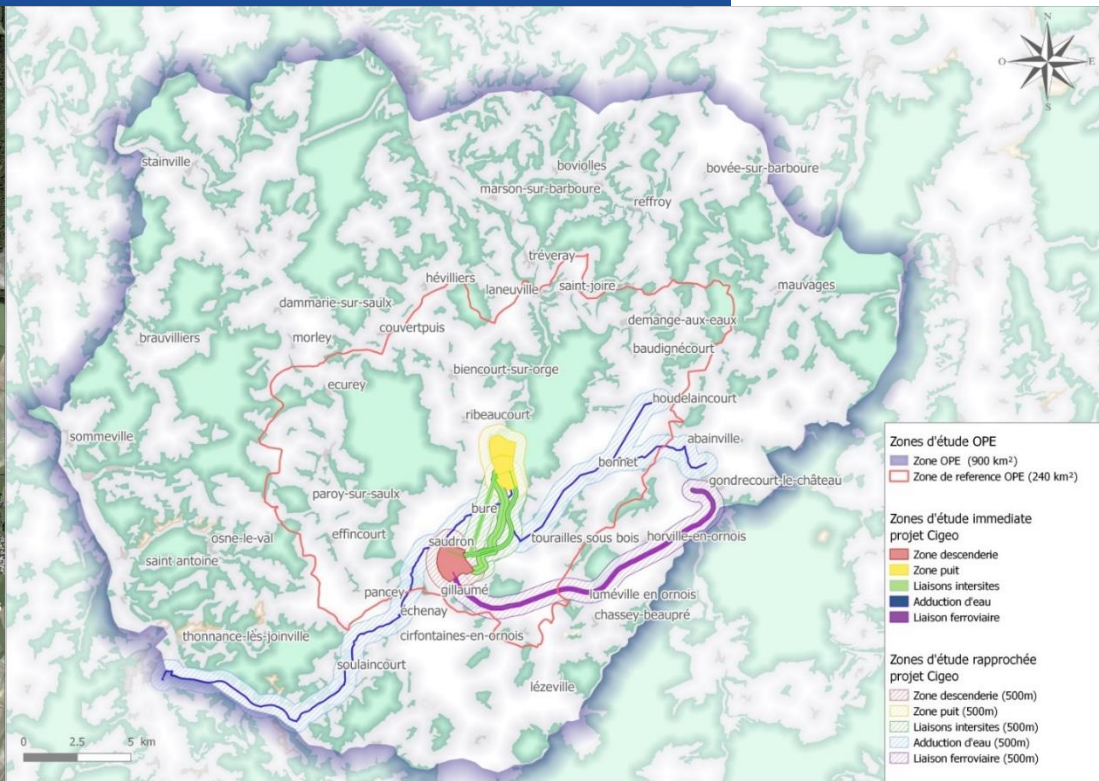 N
O
E
S
stainville
boviolles
bovée-sur-barboure
marson-sur-barboure
reffroy
tréveray
hévilliers
laneuville
saint-joire
mauvages
dammarie-sur-saulx
couvertpuis
demange-aux-eaux
brauvilliers
morley
baudignécourt
biencourt-sur-orge
ecurey
houdelaincourt
ribeaucourt
sommeville
abainville
bonnet
gondrecourt-le-château
paroy-sur-saulx
bure
effincourt
osne-le-val
saudron
tourailles sous bois
horville-en-ornois
saint antoine
pancey
gillaumé
luméville en ornois
échenay
chassey-beaupré
thonnance-lès-joinville
cirfontaines-en-ornois
soulaincourt
lézeville
0 2.5 5 km
Zones d'étude OPE
Zone OPE (900 km²)
Zone de reference OPE (240 km²)
Zones d'étude immediate
projet Cigeo
Zone descenderie
Zone puit
Liaisons intersites
Adduction d'eau
Liaison ferroviaire
Zones d'étude rapprochée
projet Cigeo
Zone descenderie (500m)
Zone puit (500m)
Liaisons intersites (500m)
Adduction d'eau (500m)
Liaison ferroviaire (500m)